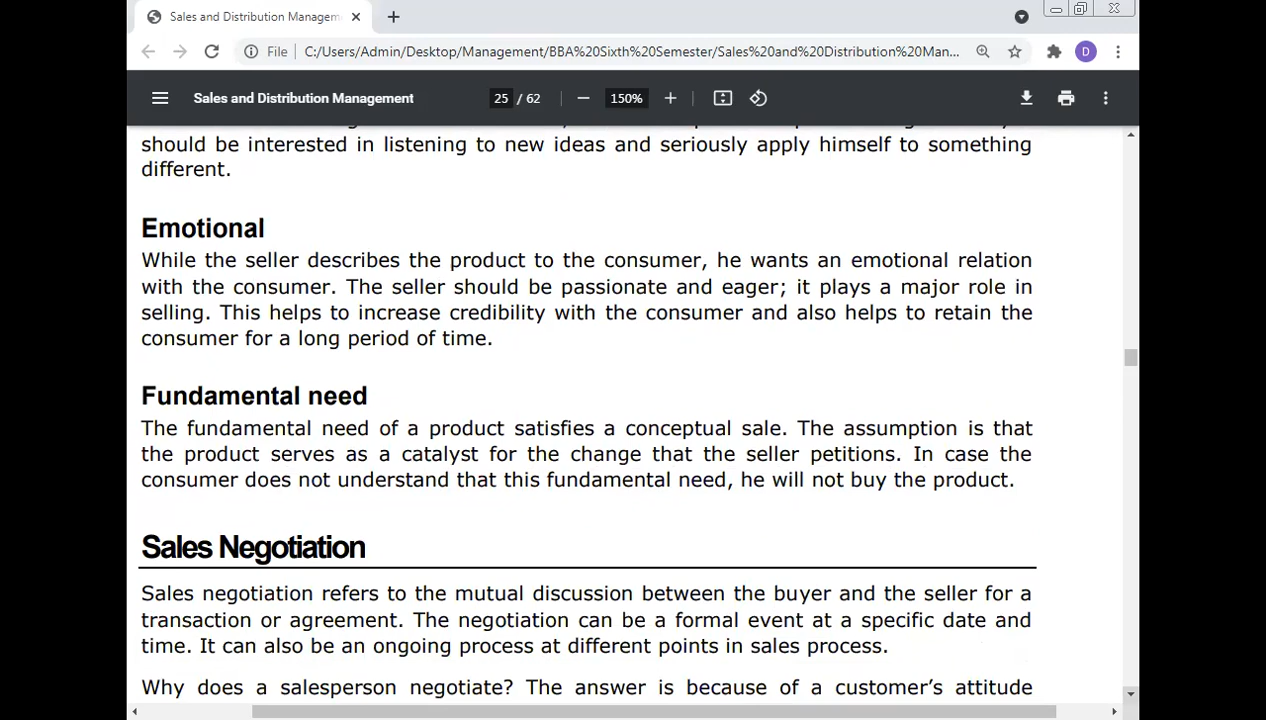 Sales and Distribution Managem
File C:/Users/Admin/Desktop/Management/BBA%20Sixth%20Semester/Sales%20and%20Distribution%20Man...
D
Sales and Distribution Management
25 / 62
150%
should be interested in listening to new ideas and seriously apply himself to something
different.
Emotional
While the seller describes the product to the consumer, he wants an emotional relation
with the consumer. The seller should be passionate and eager; it plays a major role in
selling. This helps to increase credibility with the consumer and also helps to retain the
consumer for a long period of time.
Fundamental need
The fundamental need of a product satisfies a conceptual sale. The assumption is that
the product serves as a catalyst for the change that the seller petitions. In case the
consumer does not understand that this fundamental need, he will not buy the product.
Sales Negotiation
Sales negotiation refers to the mutual discussion between the buyer and the seller for a
transaction or agreement. The negotiation can be a formal event at a specific date and
time. It can also be an ongoing process at different points in sales process.
Why does a salesperson negotiate? The answer is because of a customer's attitude